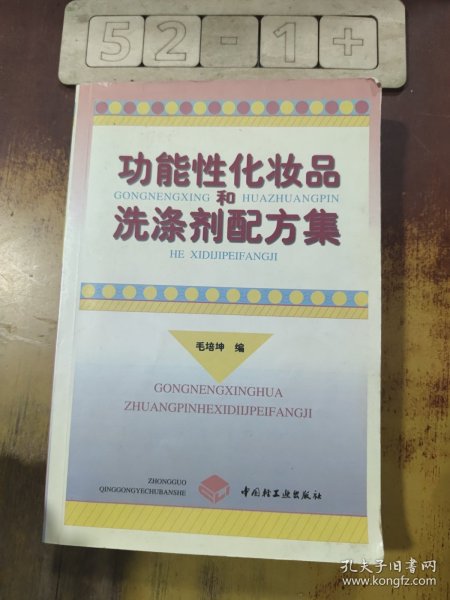 52-1+
功能性化妆品
GONGNENGXING 和 HUAZHUANGPIN
洗涤剂配方集
HE XIDIJIPEIFANGJI
毛培坤 编
GONGNENGXINGHUA
ZHUANGPINHEXIDIIJPEIFANGJI
ZHONGGUO
QINGGONGYECHUBANSHE
中国轻工业出版社
孔夫子旧书网
www.kongfz.com